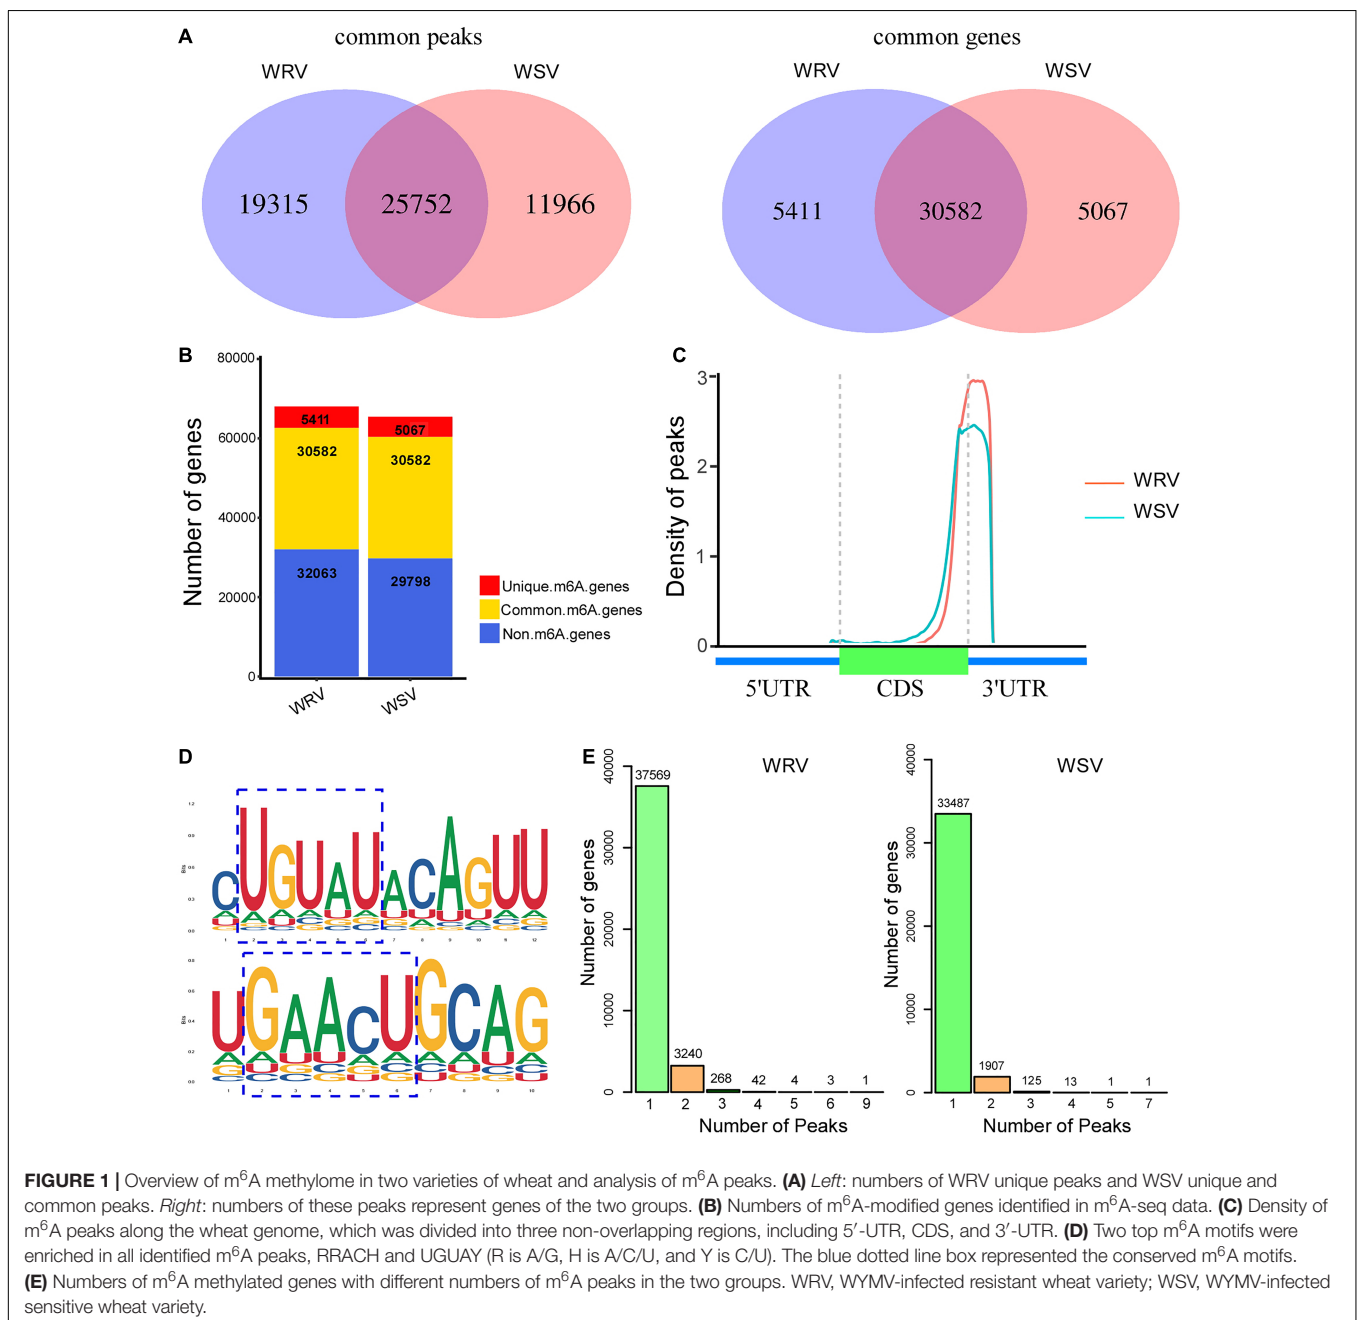 A
common peaks
common genes
WRV
WSV
WRV
WSV
19315
25752
11966
5411
30582
5067
B
80000
60000
40000
20000
0
Number of genes
5411
30582
32063
5067
30582
29798
WRV
WSV
Unique.m6A.genes
Common.m6A.genes
Non.m6A.genes
C
3
2
1
0
Density of peaks
WRV
WSV
5'UTR
CDS
3'UTR
D
CUGUAUACAGUU
UGAACUGCAG
E
WRV
40000
30000
20000
10000
0
Number of genes
37569
3240
268
42
4
3
1
1 2 3 4 5 6 9
Number of Peaks
WSV
40000
30000
20000
10000
0
Number of genes
33487
1907
125
13
1
1
1 2 3 4 5 7
Number of Peaks
FIGURE 1 | Overview of m6A methylome in two varieties of wheat and analysis of m6A peaks. (A) Left: numbers of WRV unique peaks and WSV unique and
common peaks. Right: numbers of these peaks represent genes of the two groups. (B) Numbers of m6A-modified genes identified in m6A-seq data. (C) Density of
m6A peaks along the wheat genome, which was divided into three non-overlapping regions, including 5′-UTR, CDS, and 3′-UTR. (D) Two top m6A motifs were
enriched in all identified m6A peaks, RRACH and UGUAY (R is A/G, H is A/C/U, and Y is C/U). The blue dotted line box represented the conserved m6A motifs.
(E) Numbers of m6A methylated genes with different numbers of m6A peaks in the two groups. WRV, WYMV-infected resistant wheat variety; WSV, WYMV-infected
sensitive wheat variety.